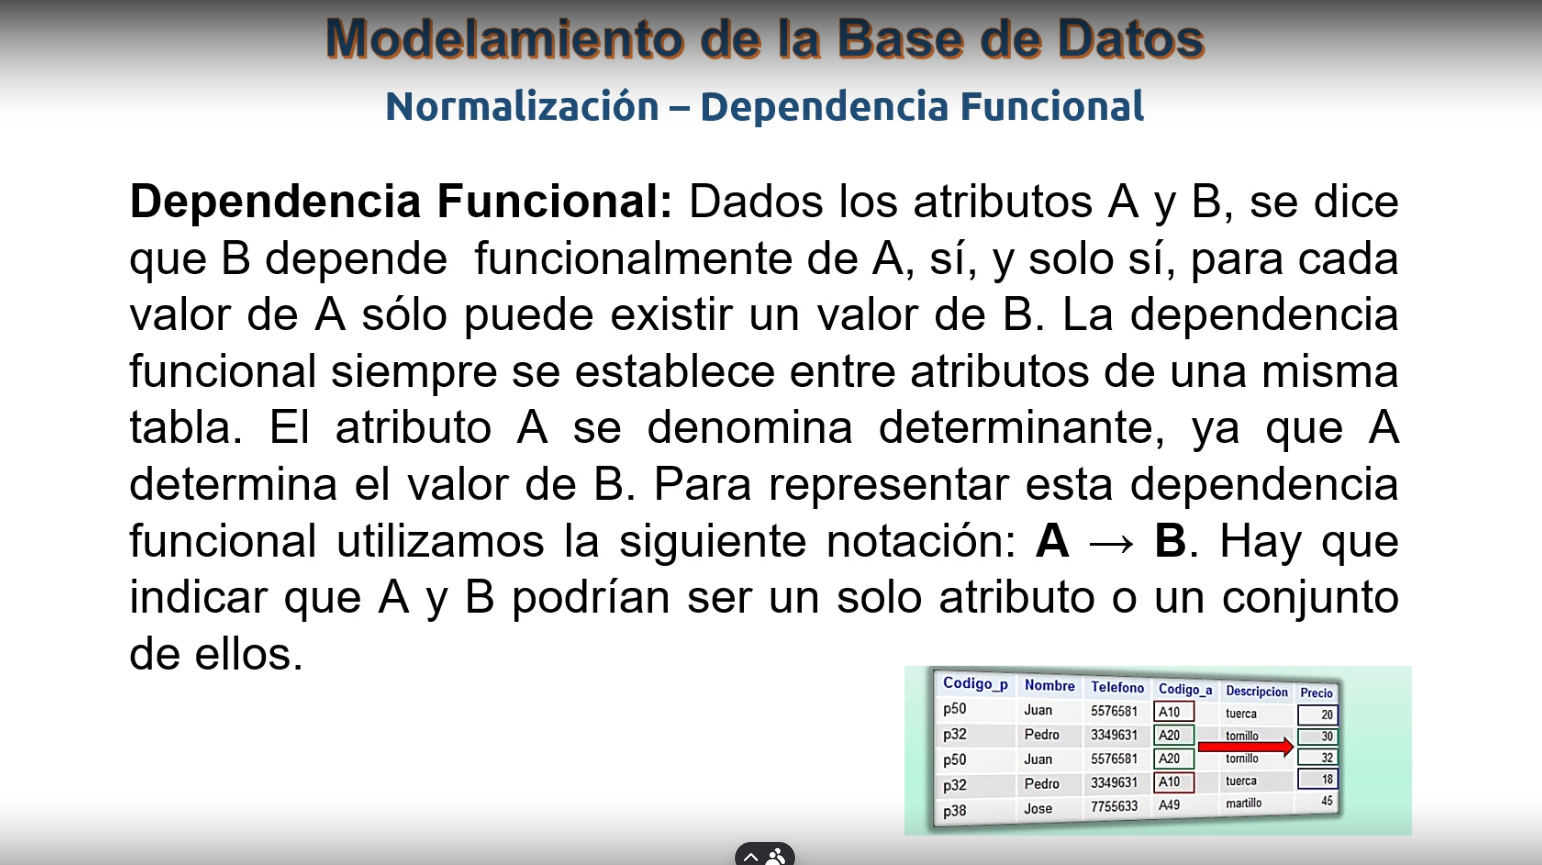 Modelamiento de la Base de Datos
Normalización – Dependencia Funcional
Dependencia Funcional: Dados los atributos A y B, se dice
que B depende funcionalmente de A, sí, y solo sí, para cada
valor de A sólo puede existir un valor de B. La dependencia
funcional siempre se establece entre atributos de una misma
tabla. El atributo A se denomina determinante, ya que A
determina el valor de B. Para representar esta dependencia
funcional utilizamos la siguiente notación: A → B. Hay que
indicar que A y B podrían ser un solo atributo o un conjunto
de ellos.
Codigo_p Nombre Telefono Codigo_a Descripcion Precio
p50 Juan 5576581 A10 tuerca 20
p32 Pedro 3349631 A20 tornillo 30
p50 Juan 5576581 A20 tornillo 32
p32 Pedro 3349631 A10 tuerca 18
p38 Jose 7755633 A49 martillo 45